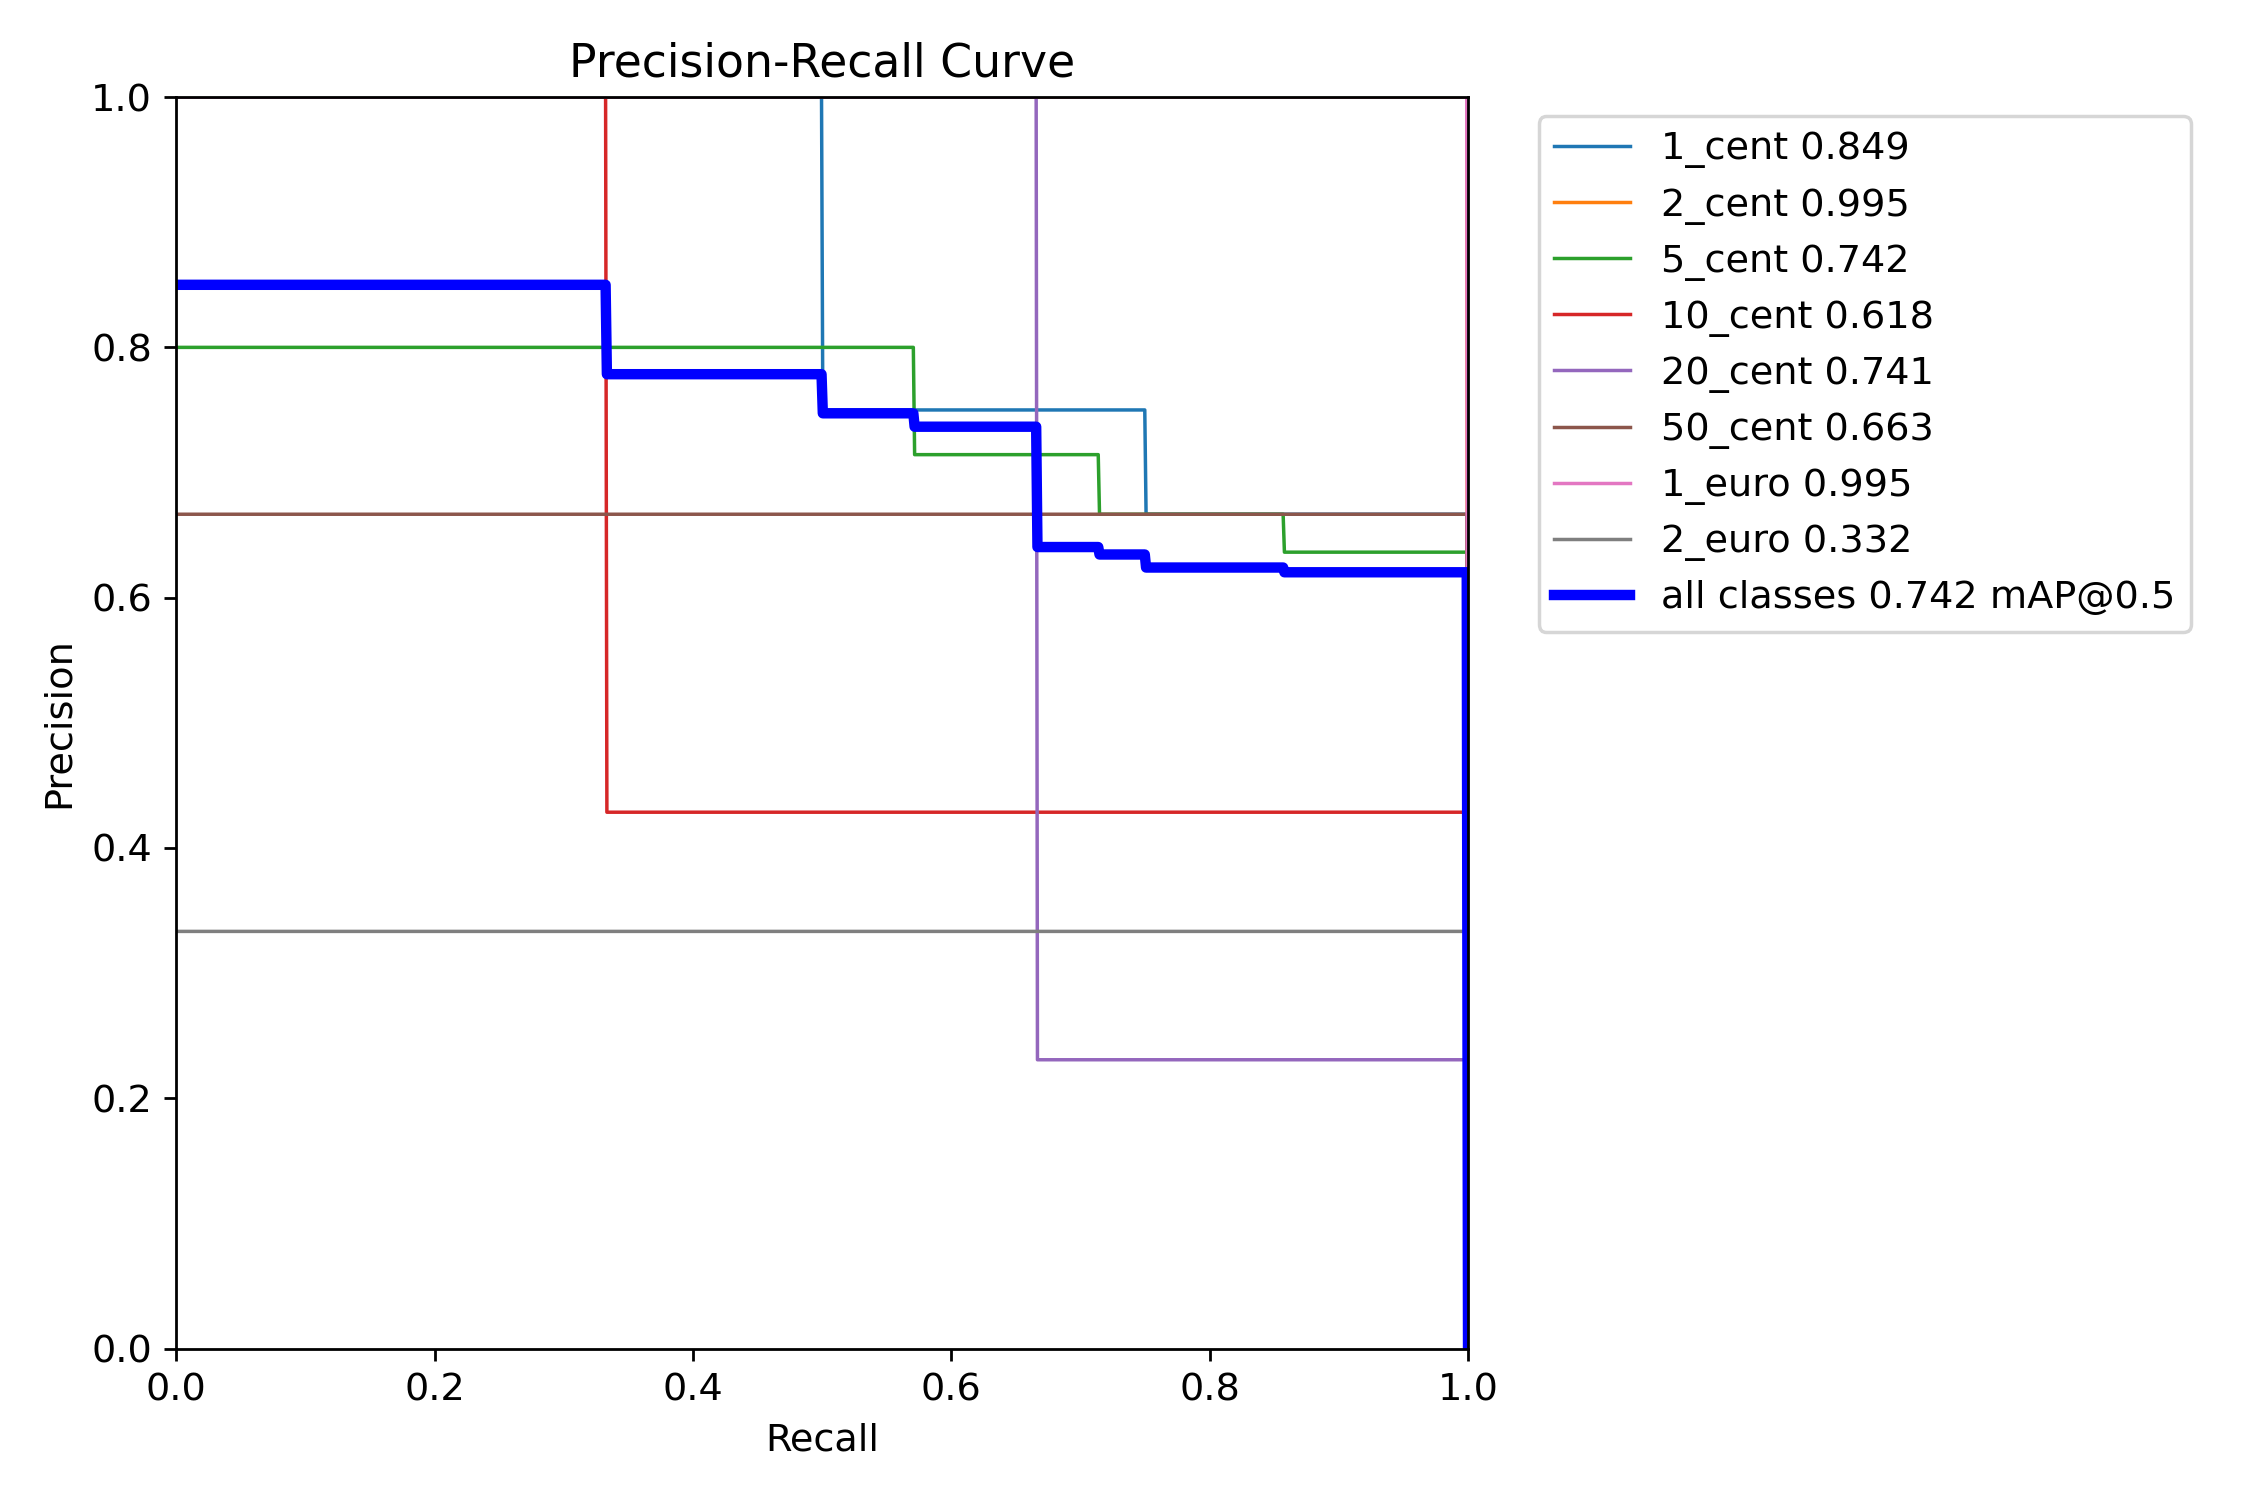 Precision-Recall Curve
1.0
0.8
0.6
0.4
0.2
0.0
Precision
0.0 0.2 0.4 0.6 0.8 1.0
Recall
1_cent 0.849
2_cent 0.995
5_cent 0.742
10_cent 0.618
20_cent 0.741
50_cent 0.663
1_euro 0.995
2_euro 0.332
all classes 0.742 mAP@0.5